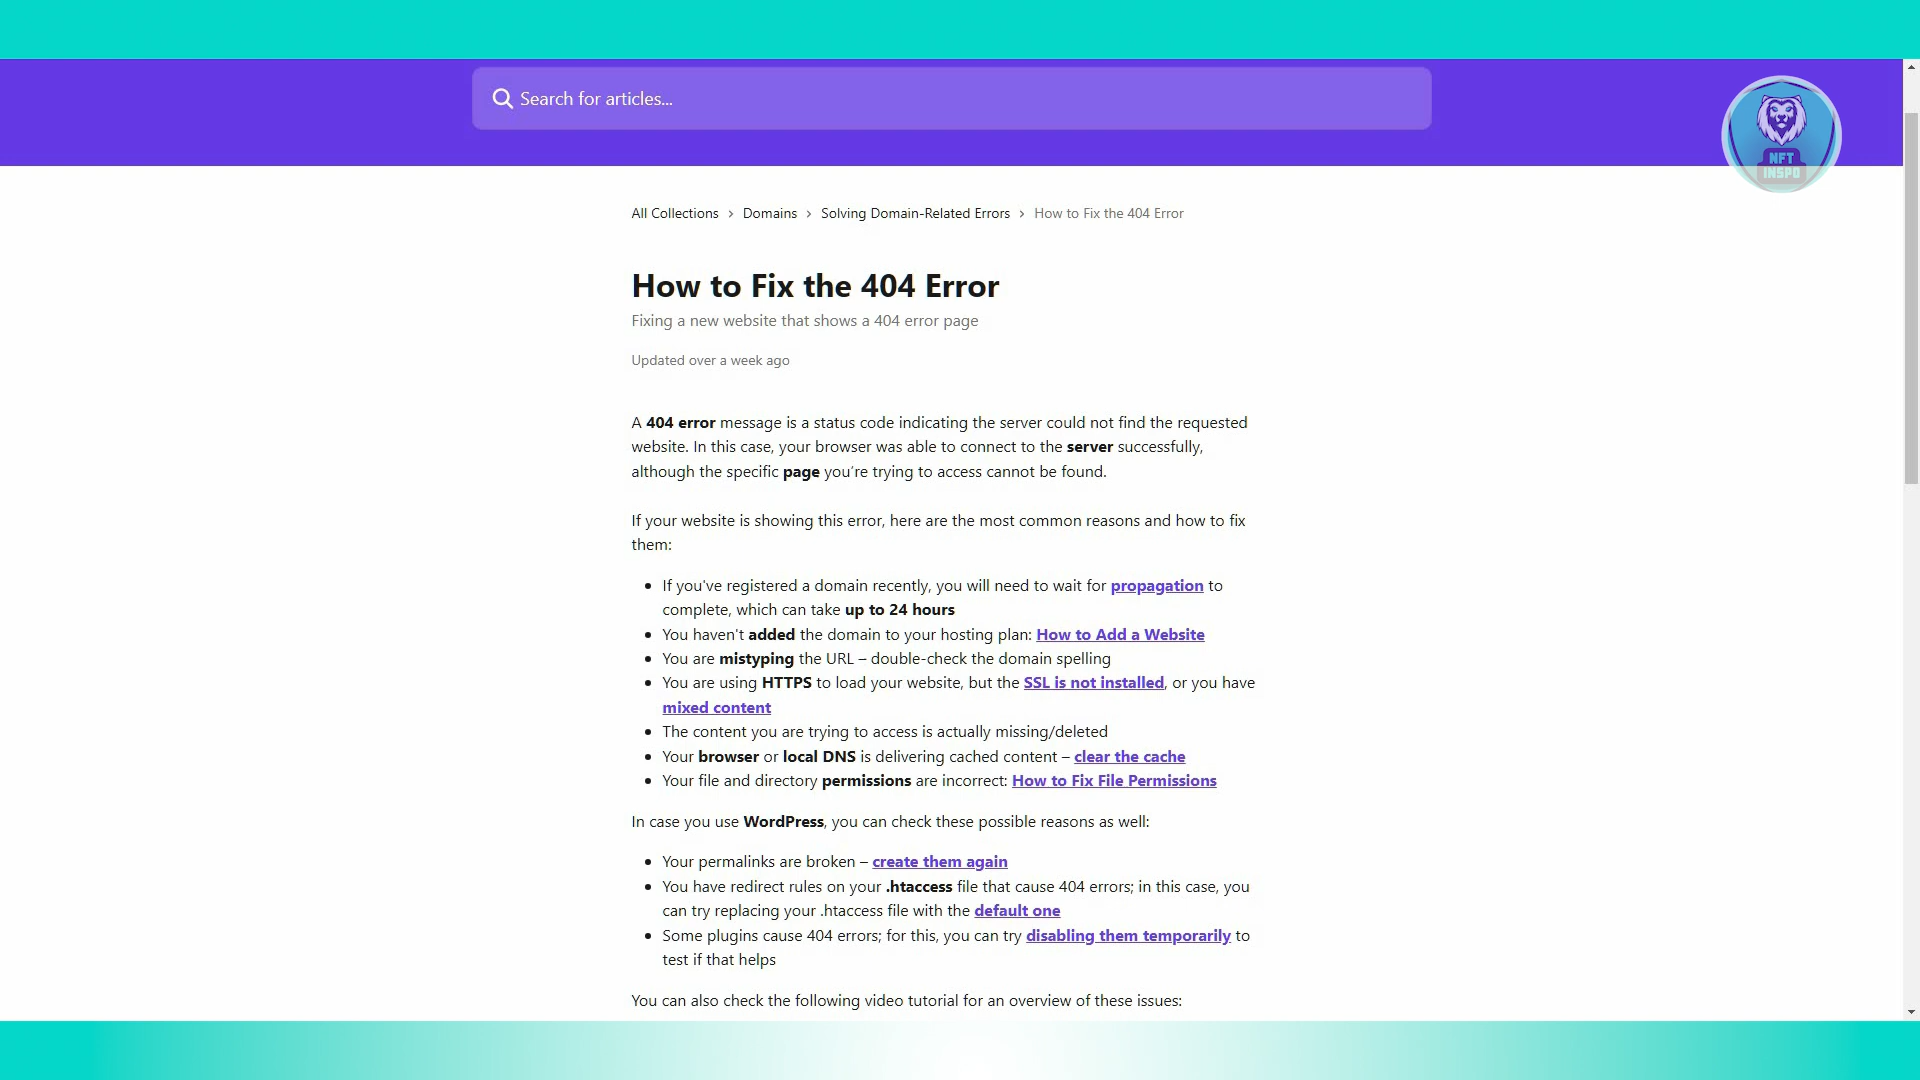 Search for articles...
NFT
INSPO
All Collections > Domains > Solving Domain-Related Errors > How to Fix the 404 Error
How to Fix the 404 Error
Fixing a new website that shows a 404 error page
Updated over a week ago
A 404 error message is a status code indicating the server could not find the requested
website. In this case, your browser was able to connect to the server successfully,
although the specific page you’re trying to access cannot be found.
If your website is showing this error, here are the most common reasons and how to fix
them:
• If you've registered a domain recently, you will need to wait for propagation to
complete, which can take up to 24 hours
• You haven't added the domain to your hosting plan: How to Add a Website
• You are mistyping the URL – double-check the domain spelling
• You are using HTTPS to load your website, but the SSL is not installed, or you have
mixed content
• The content you are trying to access is actually missing/deleted
• Your browser or local DNS is delivering cached content – clear the cache
• Your file and directory permissions are incorrect: How to Fix File Permissions
In case you use WordPress, you can check these possible reasons as well:
• Your permalinks are broken – create them again
• You have redirect rules on your .htaccess file that cause 404 errors; in this case, you
can try replacing your .htaccess file with the default one
• Some plugins cause 404 errors; for this, you can try disabling them temporarily to
test if that helps
You can also check the following video tutorial for an overview of these issues: